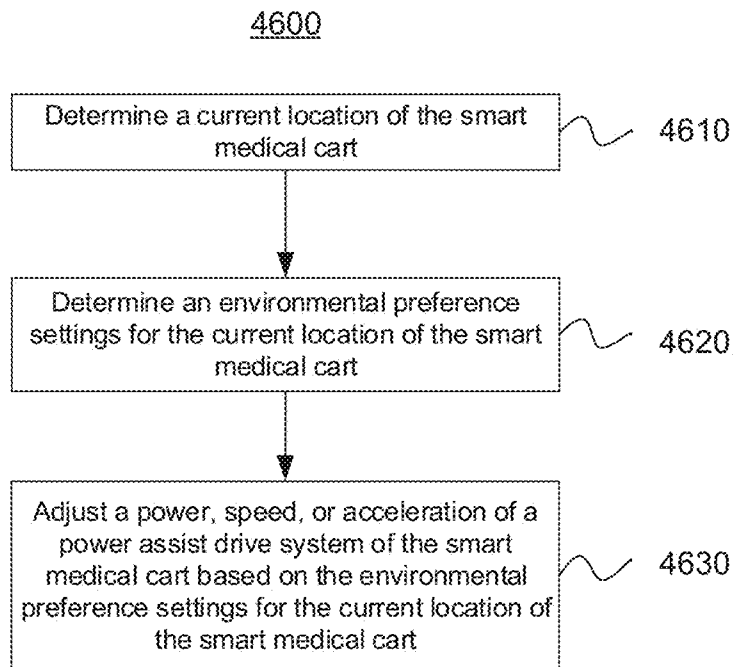 4600
Determine a current location of the smart
medical cart
4610
Determine an environmental preference
settings for the current location of the smart
medical cart
4620
Adjust a power, speed, or acceleration of a
power assist drive system of the smart
medical cart based on the environmental
preference settings for the current location of
the smart medical cart
4630